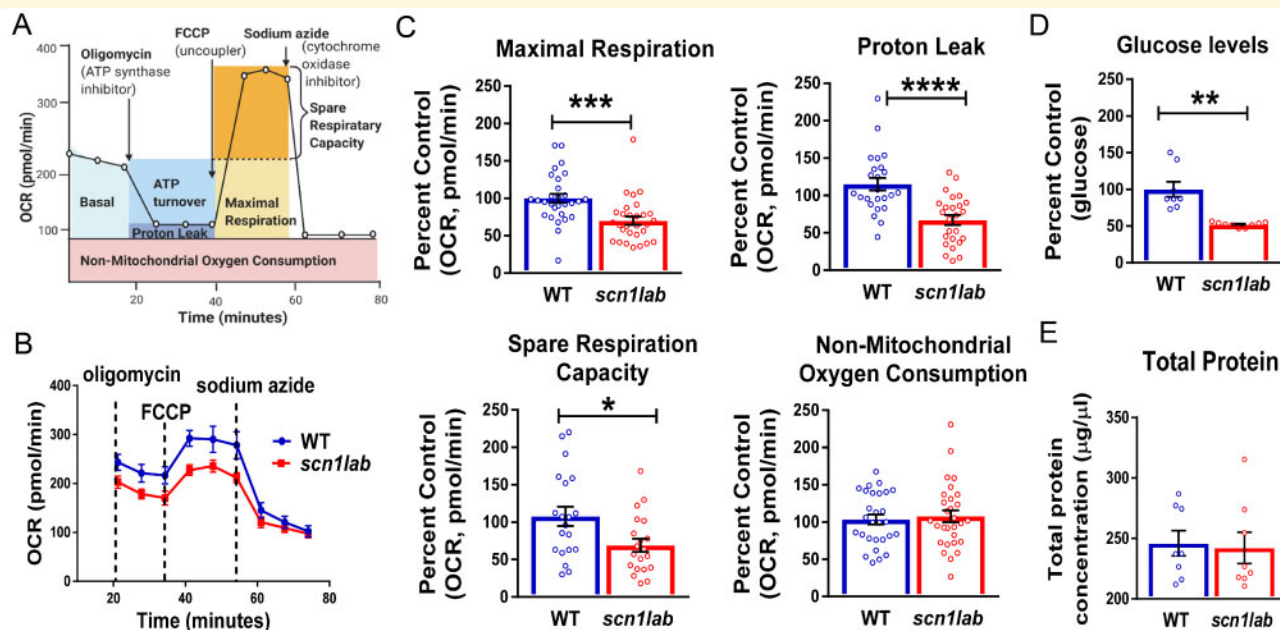 A
400
300
200
100
OCR (pmol/min)
Oligomycin
(ATP synthase
inhibitor)
FCCP
(uncoupler)
Sodium azide
(cytochrome
oxidase
inhibitor)
Spare
Respiratary
Capacity
Basal
ATP
turnover
Maximal
Respiration
Proton Leak
Non-Mitochondrial Oxygen Consumption
20
40
60
80
Time (minutes)
B
oligomycin
FCCP
sodium azide
WT
scn1lab
OCR (pmol/min)
400
300
200
100
0
0
20
40
60
80
Time (minutes)
C
Maximal Respiration
Percent Control
(OCR, pmol/min)
250
200
150
100
50
0
***
WT
scn1lab
Proton Leak
Percent Control
(OCR, pmol/min)
250
200
150
100
50
0
****
WT
scn1lab
Spare Respiration
Capacity
Percent Control
(OCR, pmol/min)
250
200
150
100
50
0
*
WT
scn1lab
Non-Mitochondrial
Oxygen Consumption
Percent Control
(OCR, pmol/min)
250
200
150
100
50
0
WT
scn1lab
D
Glucose levels
Percent Control
(glucose)
250
200
150
100
50
0
**
WT
scn1lab
E
Total Protein
Total protein
concentration (µg/µl)
350
300
250
200
WT
scn1lab